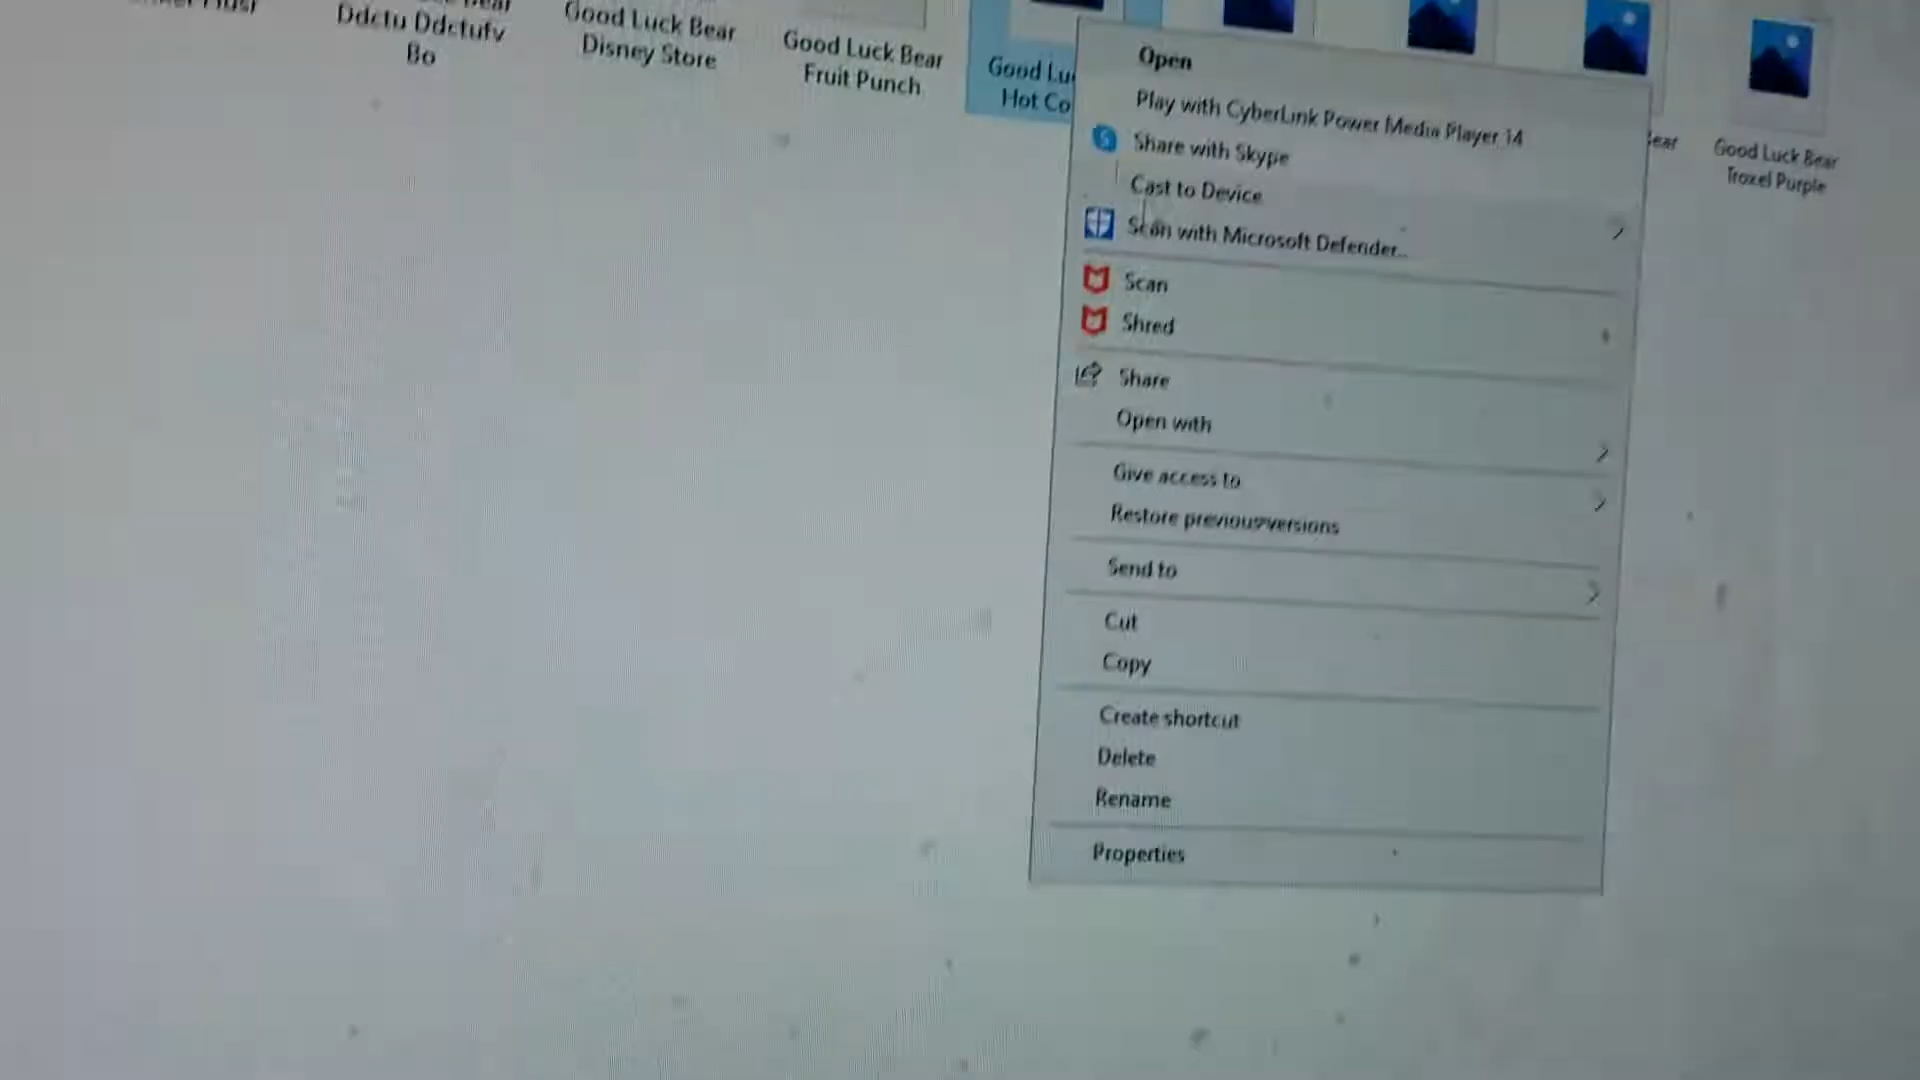 Ddctu Ddctufv
Bo
Good Luck Bear
Disney Store
Good Luck Bear
Fruit Punch
Good Lu
Hot Co
Bear
Good Luck Bear
Troxel Purple
Open
Play with CyberLink Power Media Player 14
Share with Skype
Cast to Device
Scan with Microsoft Defender...
Scan
Shred
Share
Open with
Give access to
Restore previous versions
Send to
Cut
Copy
Create shortcut
Delete
Rename
Properties